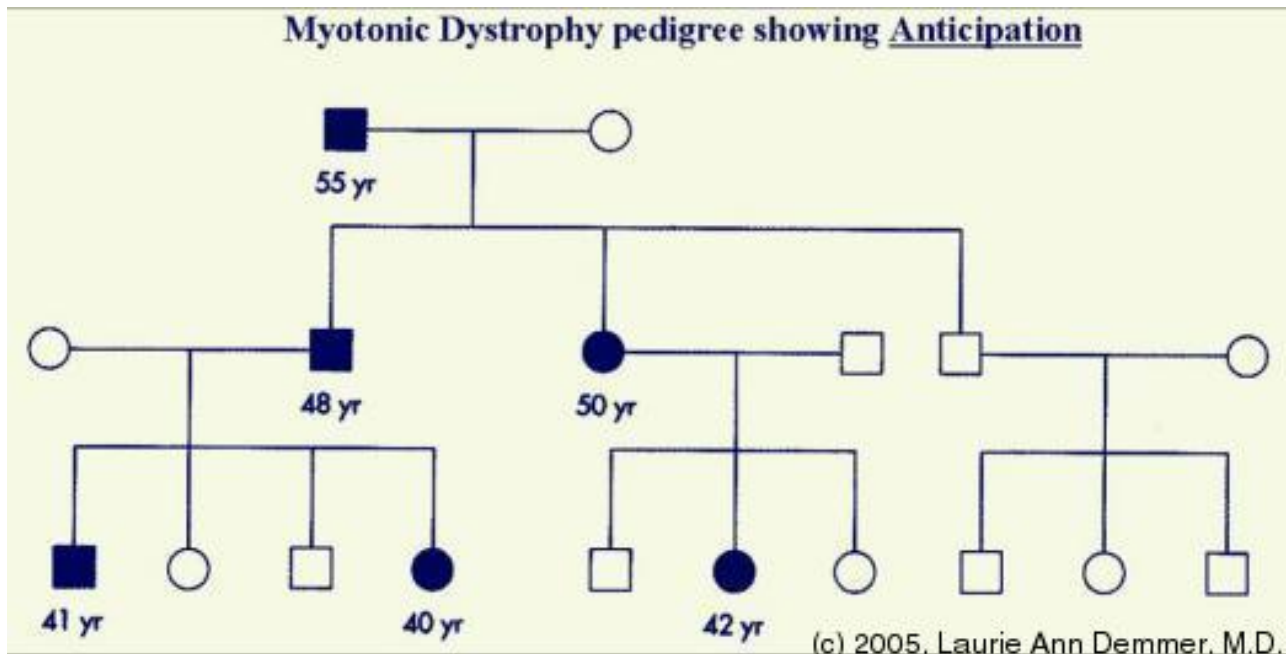 Myotonic Dystrophy pedigree showing Anticipation
55 yr
48 yr
50 yr
41 yr
40 yr
42 yr
(c) 2005, Laurie Ann Demmer, M.D.